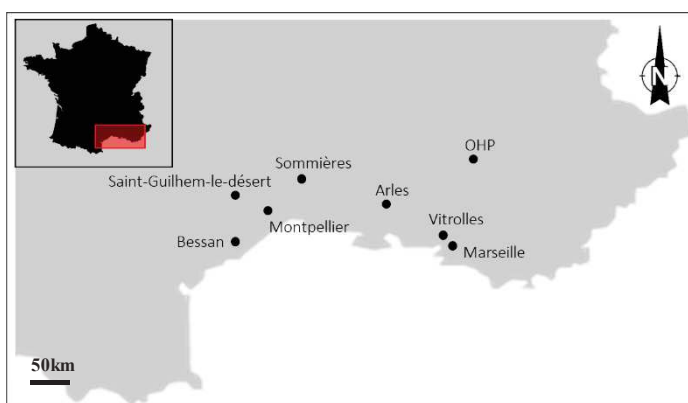 N
OHP
Sommières
Saint-Guilhem-le-désert
Arles
Montpellier
Vitrolles
Bessan
Marseille
50km